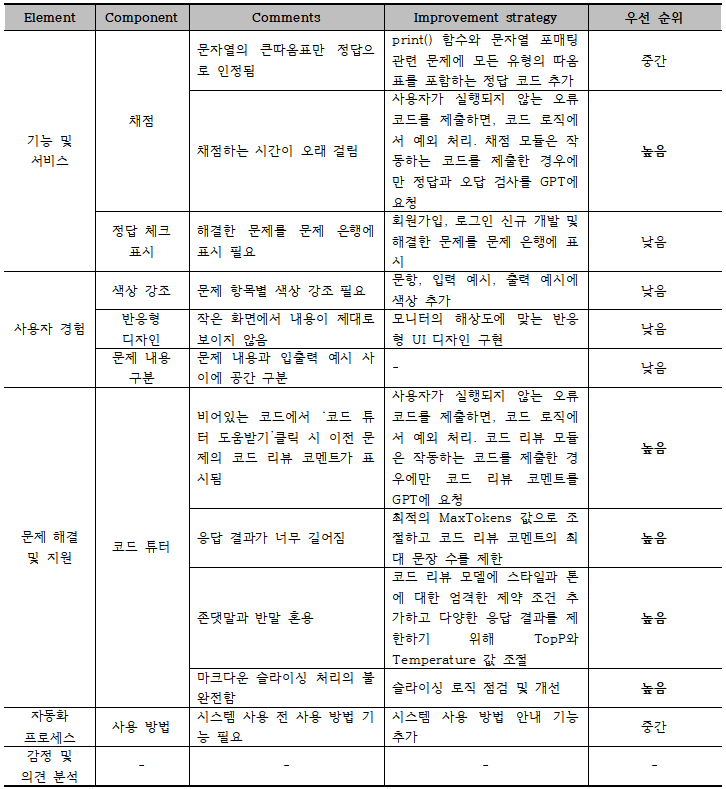 Element Component Comments Improvement strategy 우선 순위
기능 및
서비스
채점
문자열의 큰따옴표만 정답으
로 인정됨
print() 함수와 문자열 포매팅
관련 문제에 모든 유형의 따옴
표를 포함하는 정답 코드 추가
중간
채점하는 시간이 오래 걸림
사용자가 실행되지 않는 오류
코드를 제출하면, 코드 로직에
서 예외 처리. 채점 모듈은 작
동하는 코드를 제출한 경우에
만 정답과 오답 검사를 GPT에
요청
높음
정답 체크
표시
해결한 문제를 문제 은행에
표시 필요
회원가입, 로그인 신규 개발 및
해결한 문제를 문제 은행에 표
시
낮음
사용자 경험
색상 강조
문제 항목별 색상 강조 필요
문항, 입력 예시, 출력 예시에
색상 추가
낮음
반응형
디자인
작은 화면에서 내용이 제대로
보이지 않음
모니터의 해상도에 맞는 반응
형 UI 디자인 구현
낮음
문제 내용
구분
문제 내용과 입출력 예시 사
이에 공간 구분
-
낮음
문제 해결
및 지원
코드 튜터
비어있는 코드에서 ‘코드 튜
터 도움받기’클릭 시 이전 문
제의 코드 리뷰 코멘트가 표
시됨
사용자가 실행되지 않는 오류
코드를 제출하면, 코드 로직에
서 예외 처리. 코드 리뷰 모듈
은 작동하는 코드를 제출한 경
우에만 코드 리뷰 코멘트를
GPT에 요청
높음
응답 결과가 너무 길어짐
최적의 MaxTokens 값으로 조
절하고 코드 리뷰 코멘트의 최
대 문장 수를 제한
높음
존댓말과 반말 혼용
코드 리뷰 모델에 스타일과 톤
에 대한 엄격한 제약 조건 추
가하고 다양한 응답 결과를 제
한하기 위해 TopP와
Temperature 값 조절
높음
마크다운 슬라이싱 처리의 불
완전함
슬라이싱 로직 점검 및 개선
높음
자동화
프로세스
사용 방법
시스템 사용 전 사용 방법 기
능 필요
시스템 사용 방법 안내 기능
추가
중간
감정 및
의견 분석
- - - -